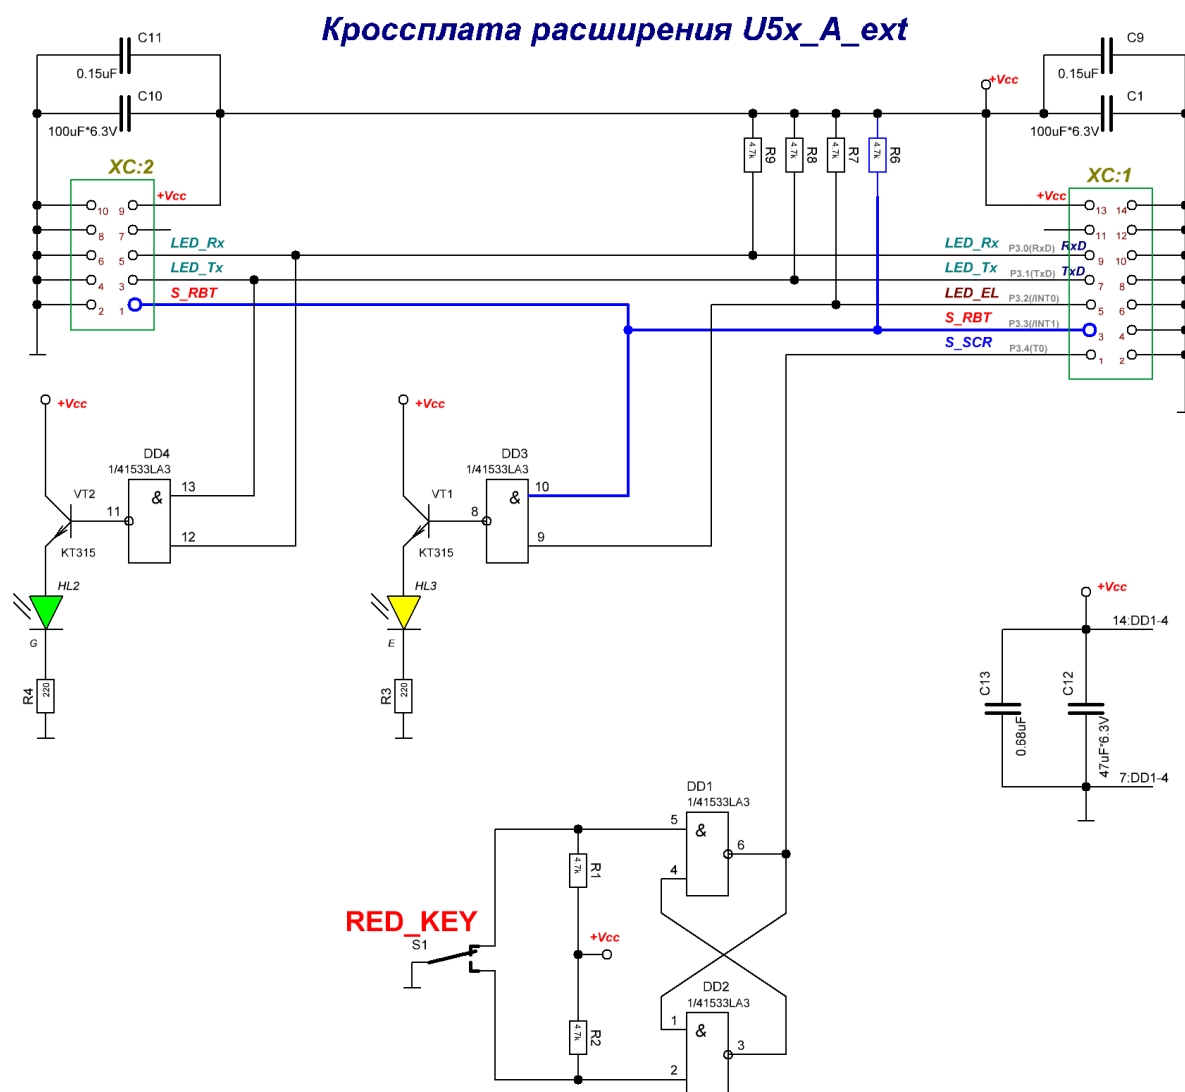 Кроссплата расширения U5x_A_ext
C11
0.15uF
C10
100uF*6.3V
C9
0.15uF
+Vcc
C1
100uF*6.3V
4.7k
R9
4.7k
R8
4.7k
R7
4.7k
R6
XC:2
+Vcc
10 9
8 7
LED_Rx
6 5
LED_Tx
4 3
S_RBT
2 1
XC:1
+Vcc
13 14
11 12
LED_Rx P3.0(RxD) RxD
9 10
LED_Tx P3.1(TxD) TxD
7 8
LED_EL P3.2(/INT0)
5 6
S_RBT P3.3(/INT1)
3 4
S_SCR P3.4(T0)
1 2
+Vcc
DD4
1/41533LA3
&
13
12
11
VT2
KT315
HL2
G
R4
220
+Vcc
DD3
1/41533LA3
&
10
9
8
VT1
KT315
HL3
E
R3
220
+Vcc
14:DD1-4
C13
0.68uF
C12
47uF*6.3V
7:DD1-4
DD1
1/41533LA3
5
&
6
4
4.7k
R1
RED_KEY
S1
+Vcc
DD2
1/41533LA3
1
&
3
2
4.7k
R2